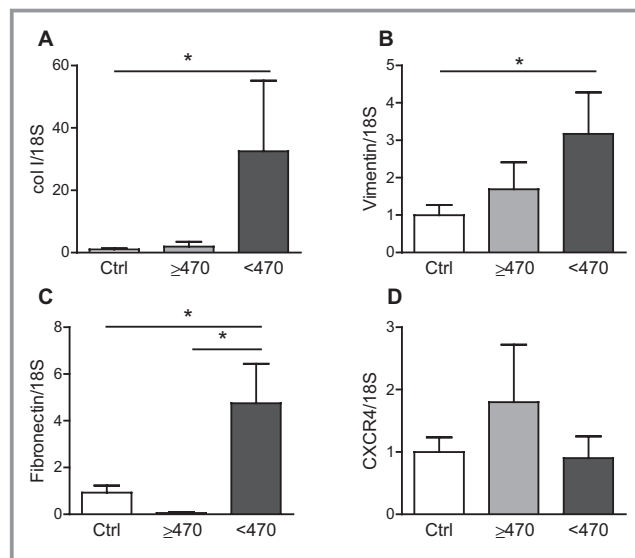 A
*
col I/18S
60
40
20
0
Ctrl
≥470
<470
B
*
Vimentin/18S
5
4
3
2
1
0
Ctrl
≥470
<470
C
*
*
Fibronectin/18S
8
6
4
2
0
Ctrl
≥470
<470
D
CXCR4/18S
3
2
1
0
Ctrl
≥470
<470